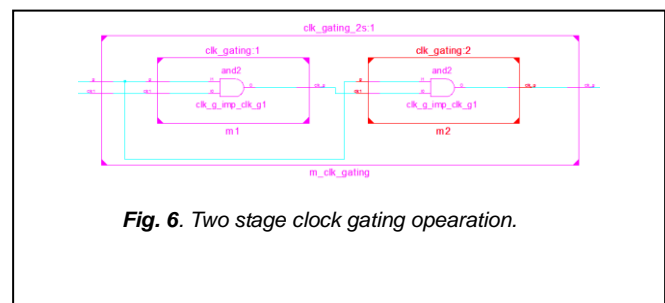 clk_gating_2s:1
clk_gating:1 clk_gating:2
and2 and2
clk_g_imp_clk_g1 clk_g_imp_clk_g1
m1 m2
m_clk_gating
Fig. 6. Two stage clock gating opearation.